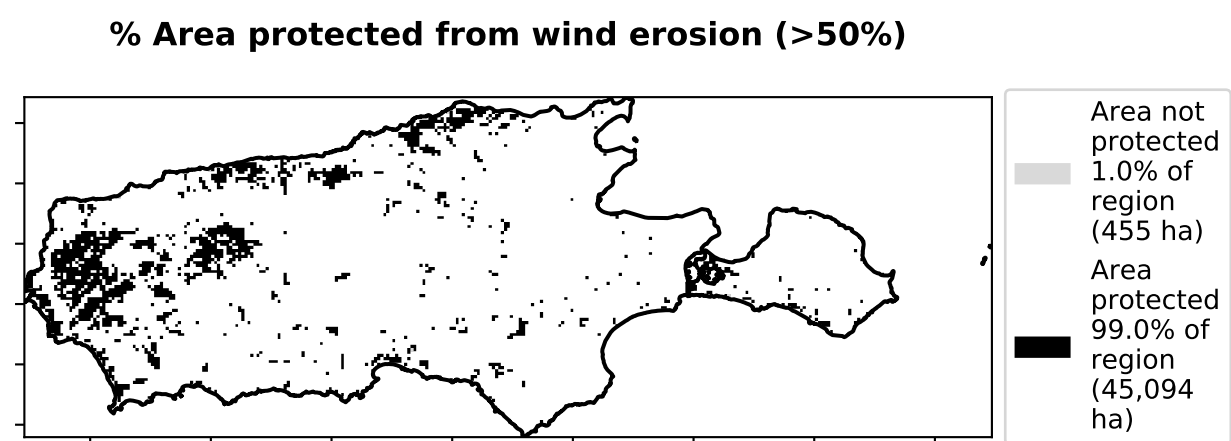 % Area protected from wind erosion (>50%)
Area not
protected
1.0% of
region
(455 ha)
Area
protected
99.0% of
region
(45,094
ha)